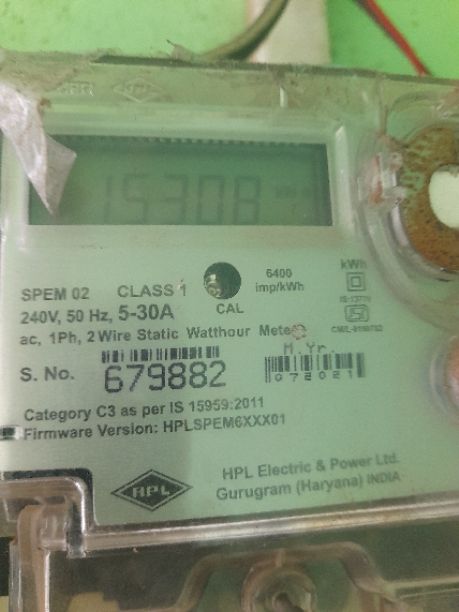 HPL
15308
6400
imp/kWh
kWh
SPEM 02 CLASS 1
CAL
240V, 50 Hz, 5-30A
ac, 1Ph, 2 Wire Static Watthour Meter
M.Yr.
S. No. 679882
072021
Category C3 as per IS 15959:2011
Firmware Version: HPLSPEM6XXX01
HPL
HPL Electric & Power Ltd.
Gurugram (Haryana) INDIA